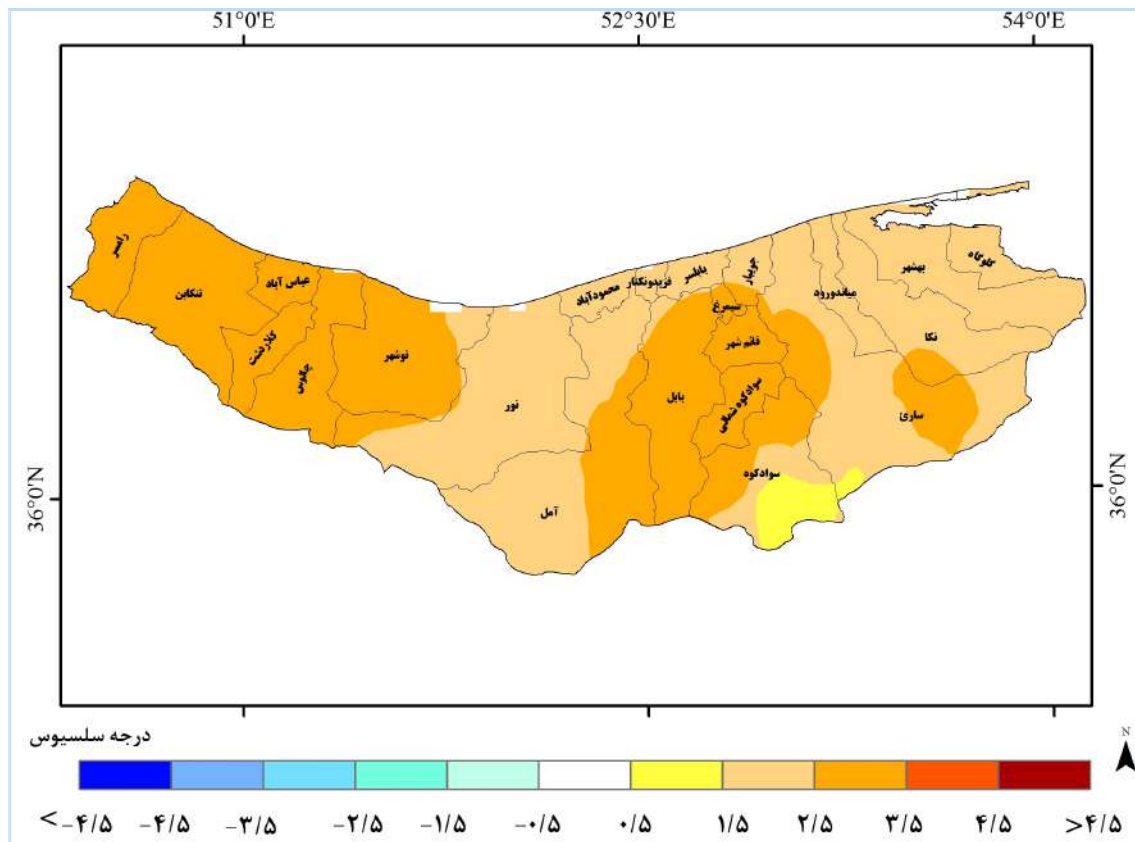 51°0'E 52°30'E 54°0'E
رامسر
تنکابن
عباس آباد
کلاردشت
چالوس
نوشهر
نور
آمل
محمودآباد
فریدونکنار
بابلسر
جویبار
سیمرغ
قائم شهر
بابل
سوادکوه شمالی
سوادکوه
میاندورود
بهشهر
گلوگاه
نکا
ساری
36°0'N 36°0'N
درجه سلسیوس
N
< -۴/۵ -۴/۵ -۳/۵ -۲/۵ -۱/۵ -۰/۵ ۰/۵ ۱/۵ ۲/۵ ۳/۵ ۴/۵ >۴/۵